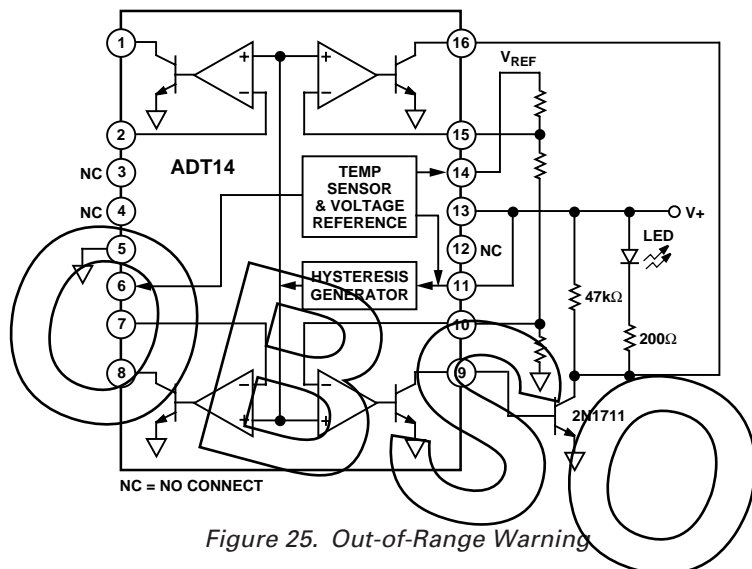 1
16
VREF
2
15
ADT14
NC 3
TEMP
SENSOR
& VOLTAGE
REFERENCE
14
NC 4
13
V+
5
12 NC
LED
6
HYSTERESIS
GENERATOR
11
47kΩ
7
10
200Ω
8
9
2N1711
NC = NO CONNECT
OBSO
Figure 25. Out-of-Range Warning